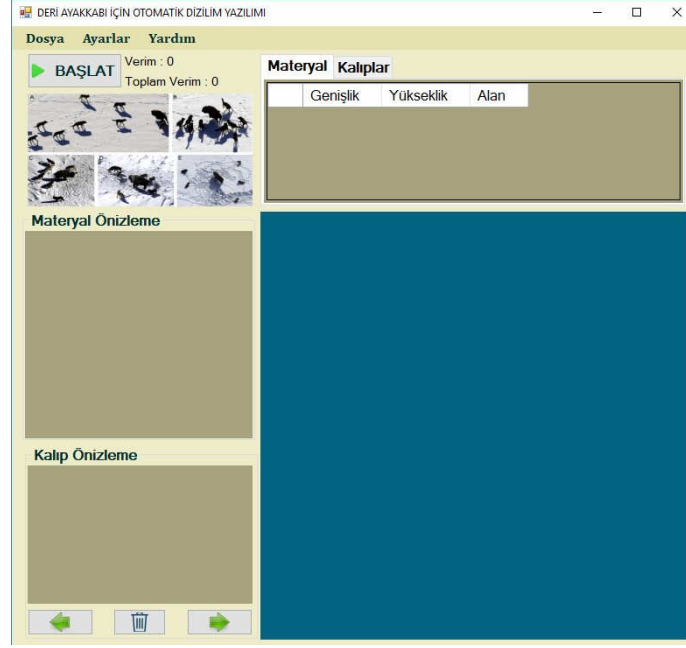 DERİ AYAKKABI İÇİN OTOMATİK DİZİLİM YAZILIMI
Dosya Ayarlar Yardım
BAŞLAT
Verim : 0
Toplam Verim : 0
Materyal Kalıplar
Genişlik Yükseklik Alan
A B
C D E
Materyal Önizleme
Kalıp Önizleme